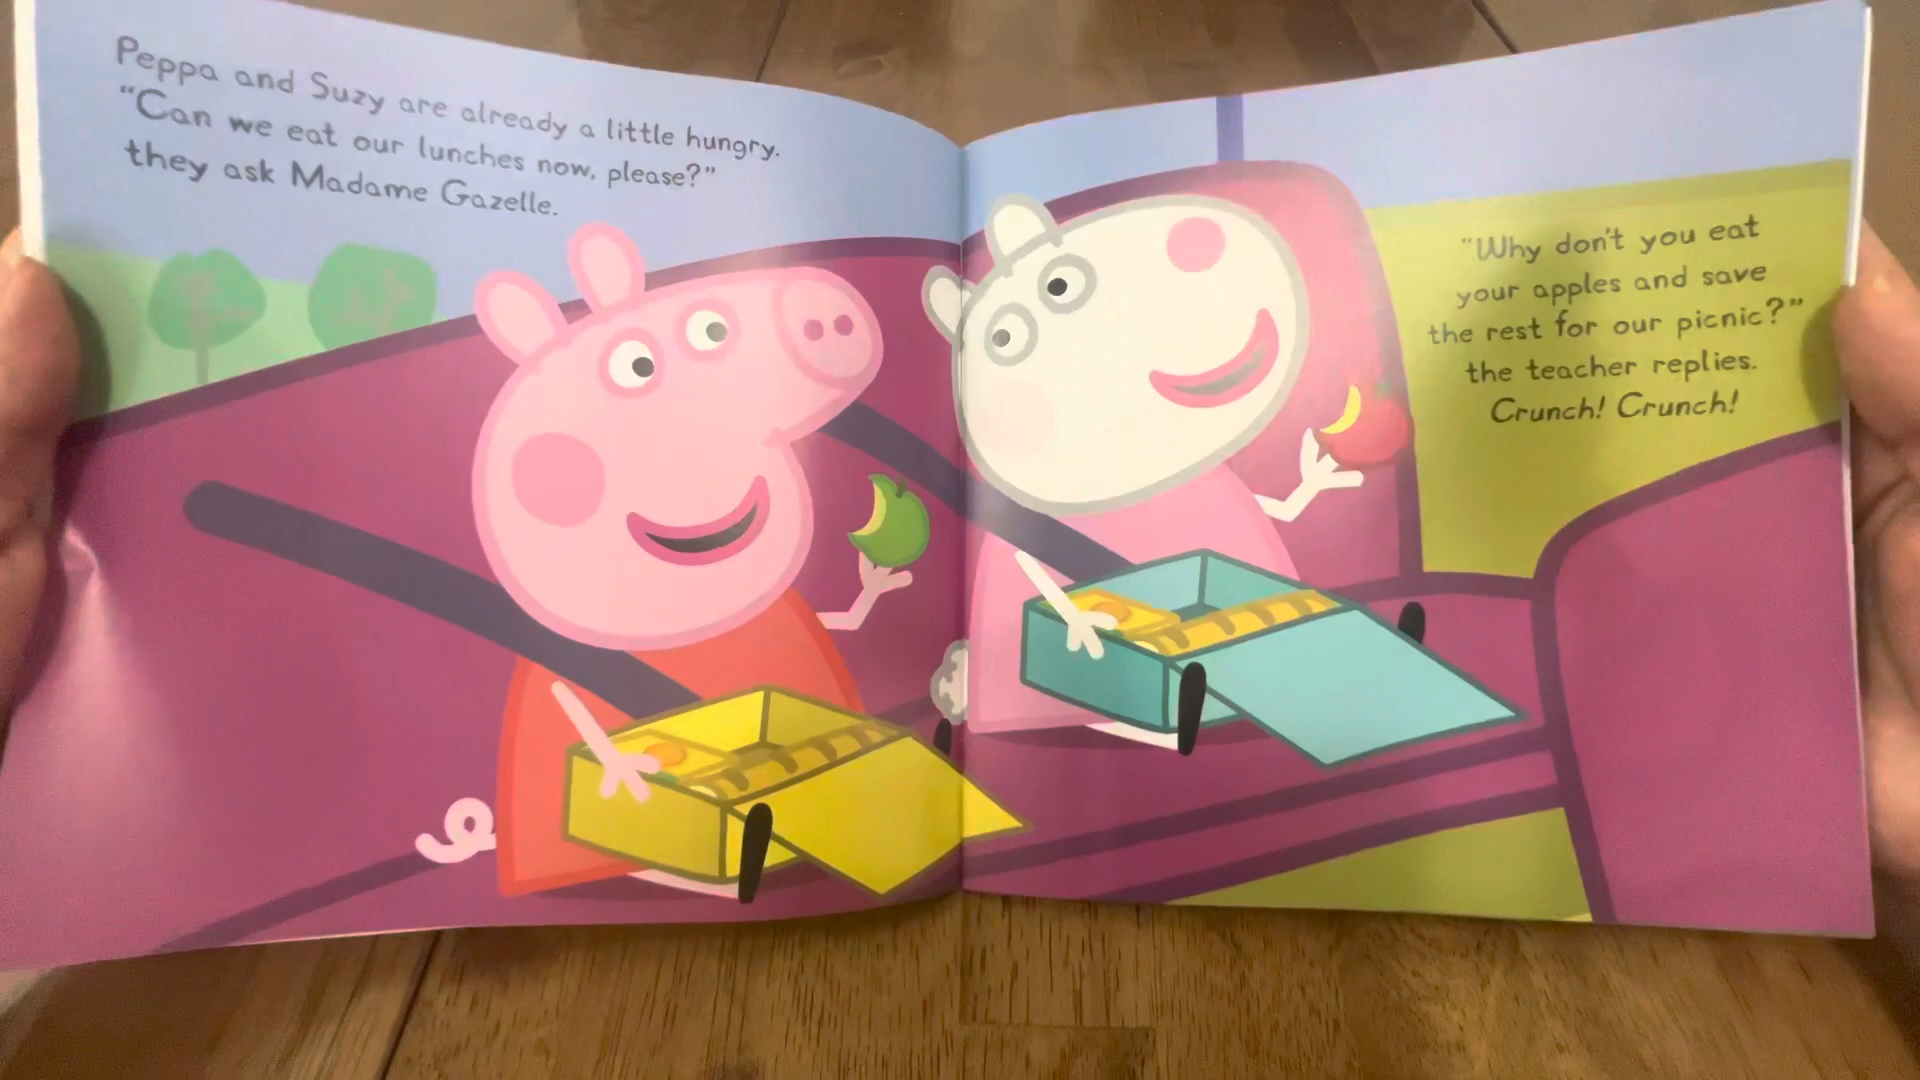 Peppa and Suzy are already a little hungry.
“Can we eat our lunches now, please?”
they ask Madame Gazelle.
“Why don't you eat
your apples and save
the rest for our picnic?”
the teacher replies.
Crunch! Crunch!